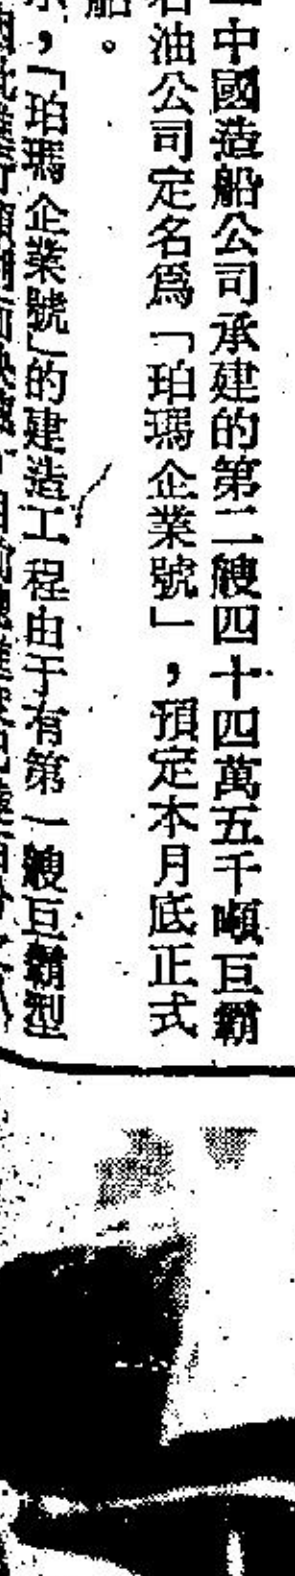 中國造船公司承建的第二艘四十四萬五千噸巨霸
石油公司定名爲「珀瑪企業號」，預定本月底正式
船。
，「珀瑪企業號」的建造工程由于有第一艘巨霸型